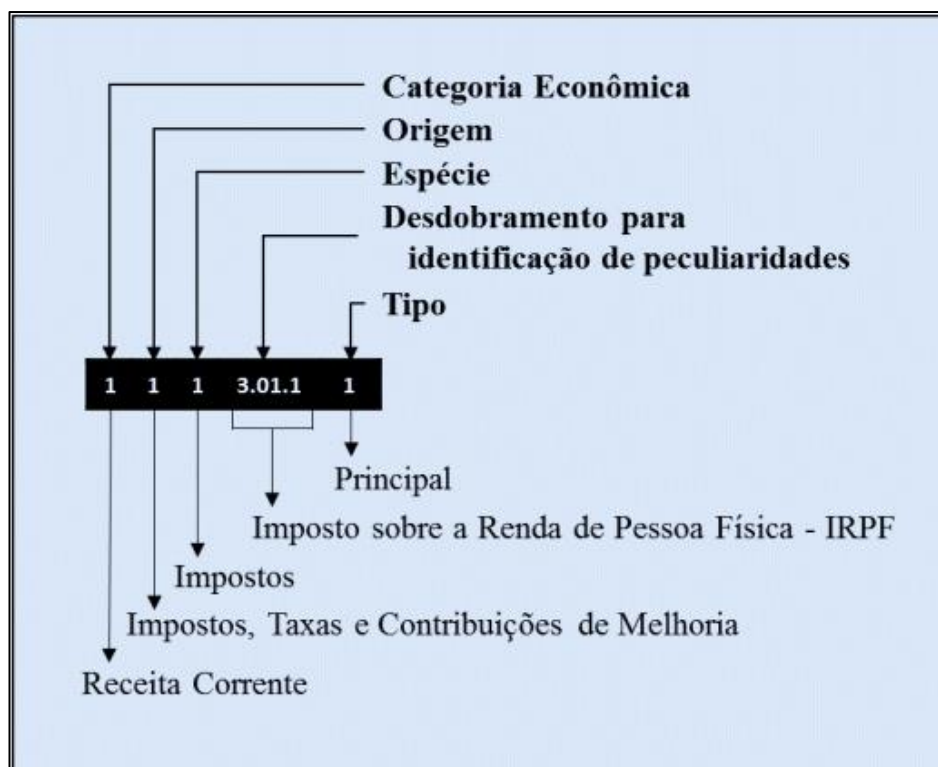 Categoria Econômica
Origem
Espécie
Desdobramento para
identificação de peculiaridades
Tipo
1 1 1 3.01.1 1
Principal
Imposto sobre a Renda de Pessoa Física - IRPF
Impostos
Impostos, Taxas e Contribuições de Melhoria
Receita Corrente